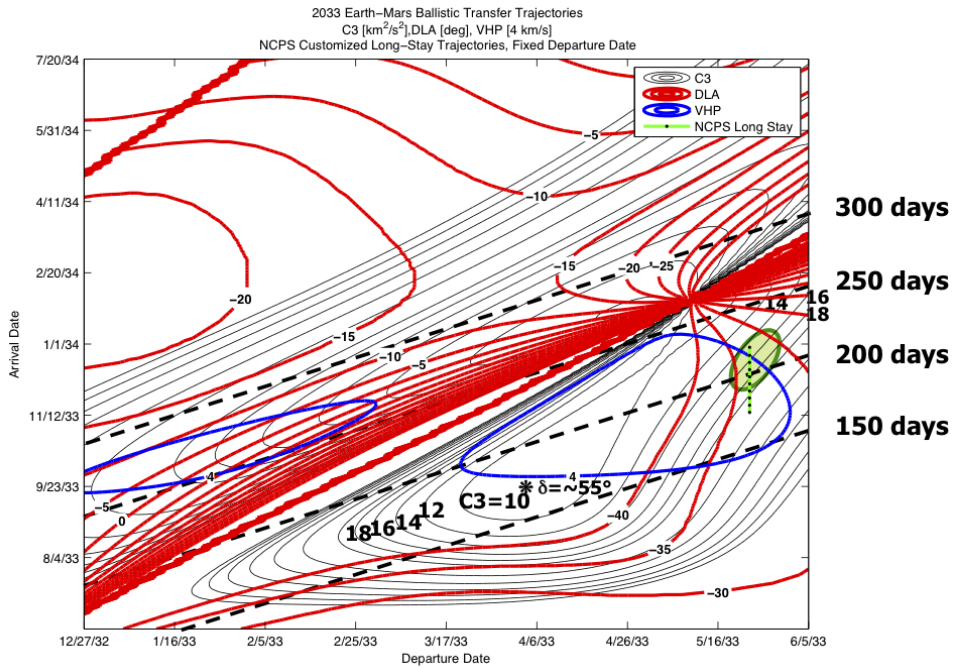 2033 Earth−Mars Ballistic Transfer Trajectories
C3 [km²/s²],DLA [deg], VHP [4 km/s]
NCPS Customized Long−Stay Trajectories, Fixed Departure Date
C3
DLA
VHP
NCPS Long Stay
7/20/34
5/31/34
4/11/34
2/20/34
1/1/34
11/12/33
9/23/33
8/4/33
Arrival Date
12/27/32
1/16/33
2/5/33
2/25/33
3/17/33
4/6/33
4/26/33
5/16/33
6/5/33
Departure Date
300 days
250 days
200 days
150 days
−5
−10
−15
−20
−25
−20
−15
−10
−5
16
14
18
4
4
−5
0
* δ=~55°
C3=10
12
14
16
18
−40
−35
−30